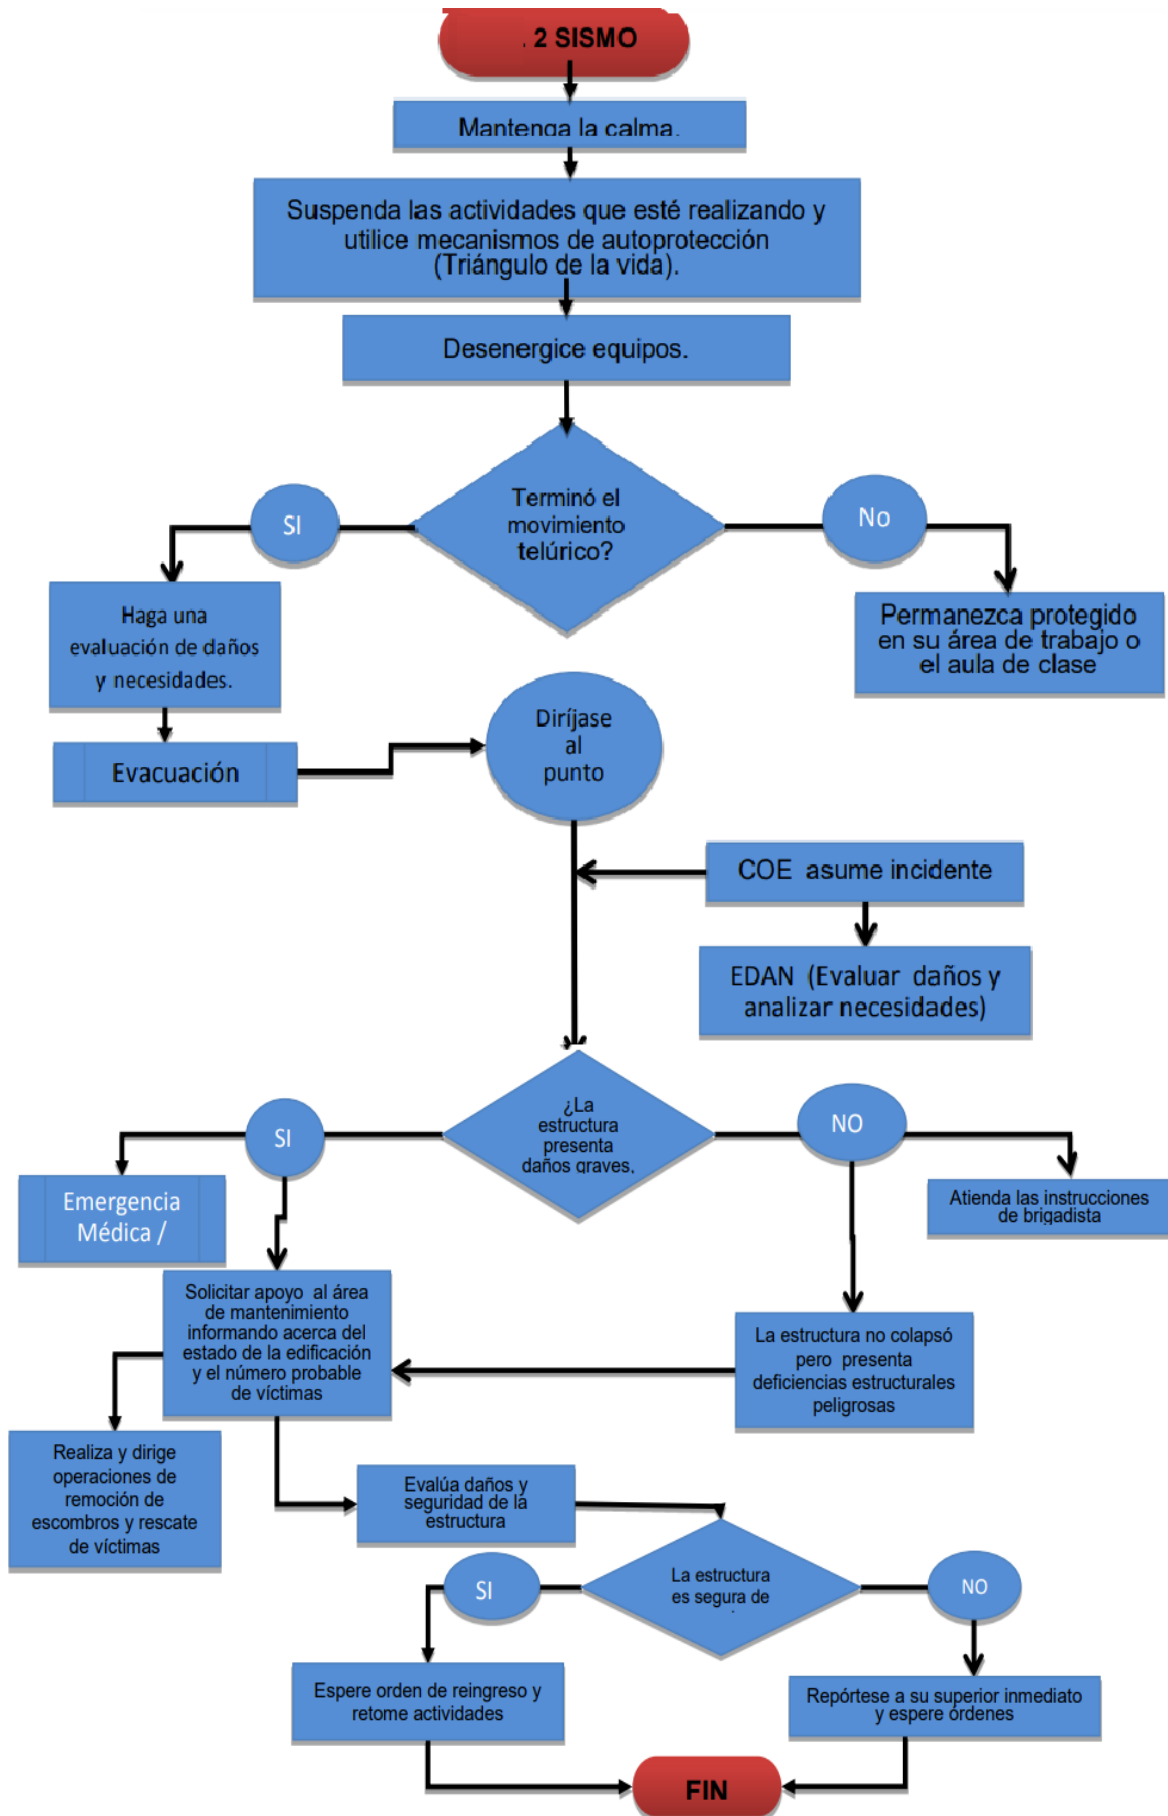 . 2 SISMO
Mantenga la calma.
Suspenda las actividades que esté realizando y
utilice mecanismos de autoprotección
(Triángulo de la vida).
Desenergice equipos.
Terminó el
movimiento
telúrico?
SI
No
Haga una
evaluación de daños
y necesidades.
Permanezca protegido
en su área de trabajo o
el aula de clase
Evacuación
Diríjase
al
punto
COE asume incidente
EDAN (Evaluar daños y
analizar necesidades)
¿La
estructura
presenta
daños graves,
SI
NO
Emergencia
Médica /
Atienda las instrucciones
de brigadista
Solicitar apoyo al área
de mantenimiento
informando acerca del
estado de la edificación
y el número probable
de víctimas
La estructura no colapsó
pero presenta
deficiencias estructurales
peligrosas
Realiza y dirige
operaciones de
remoción de
escombros y rescate
de víctimas
Evalúa daños y
seguridad de la
estructura
La estructura
es segura de
SI
NO
Espere orden de reingreso y
retome actividades
Repórtese a su superior inmediato
y espere órdenes
FIN